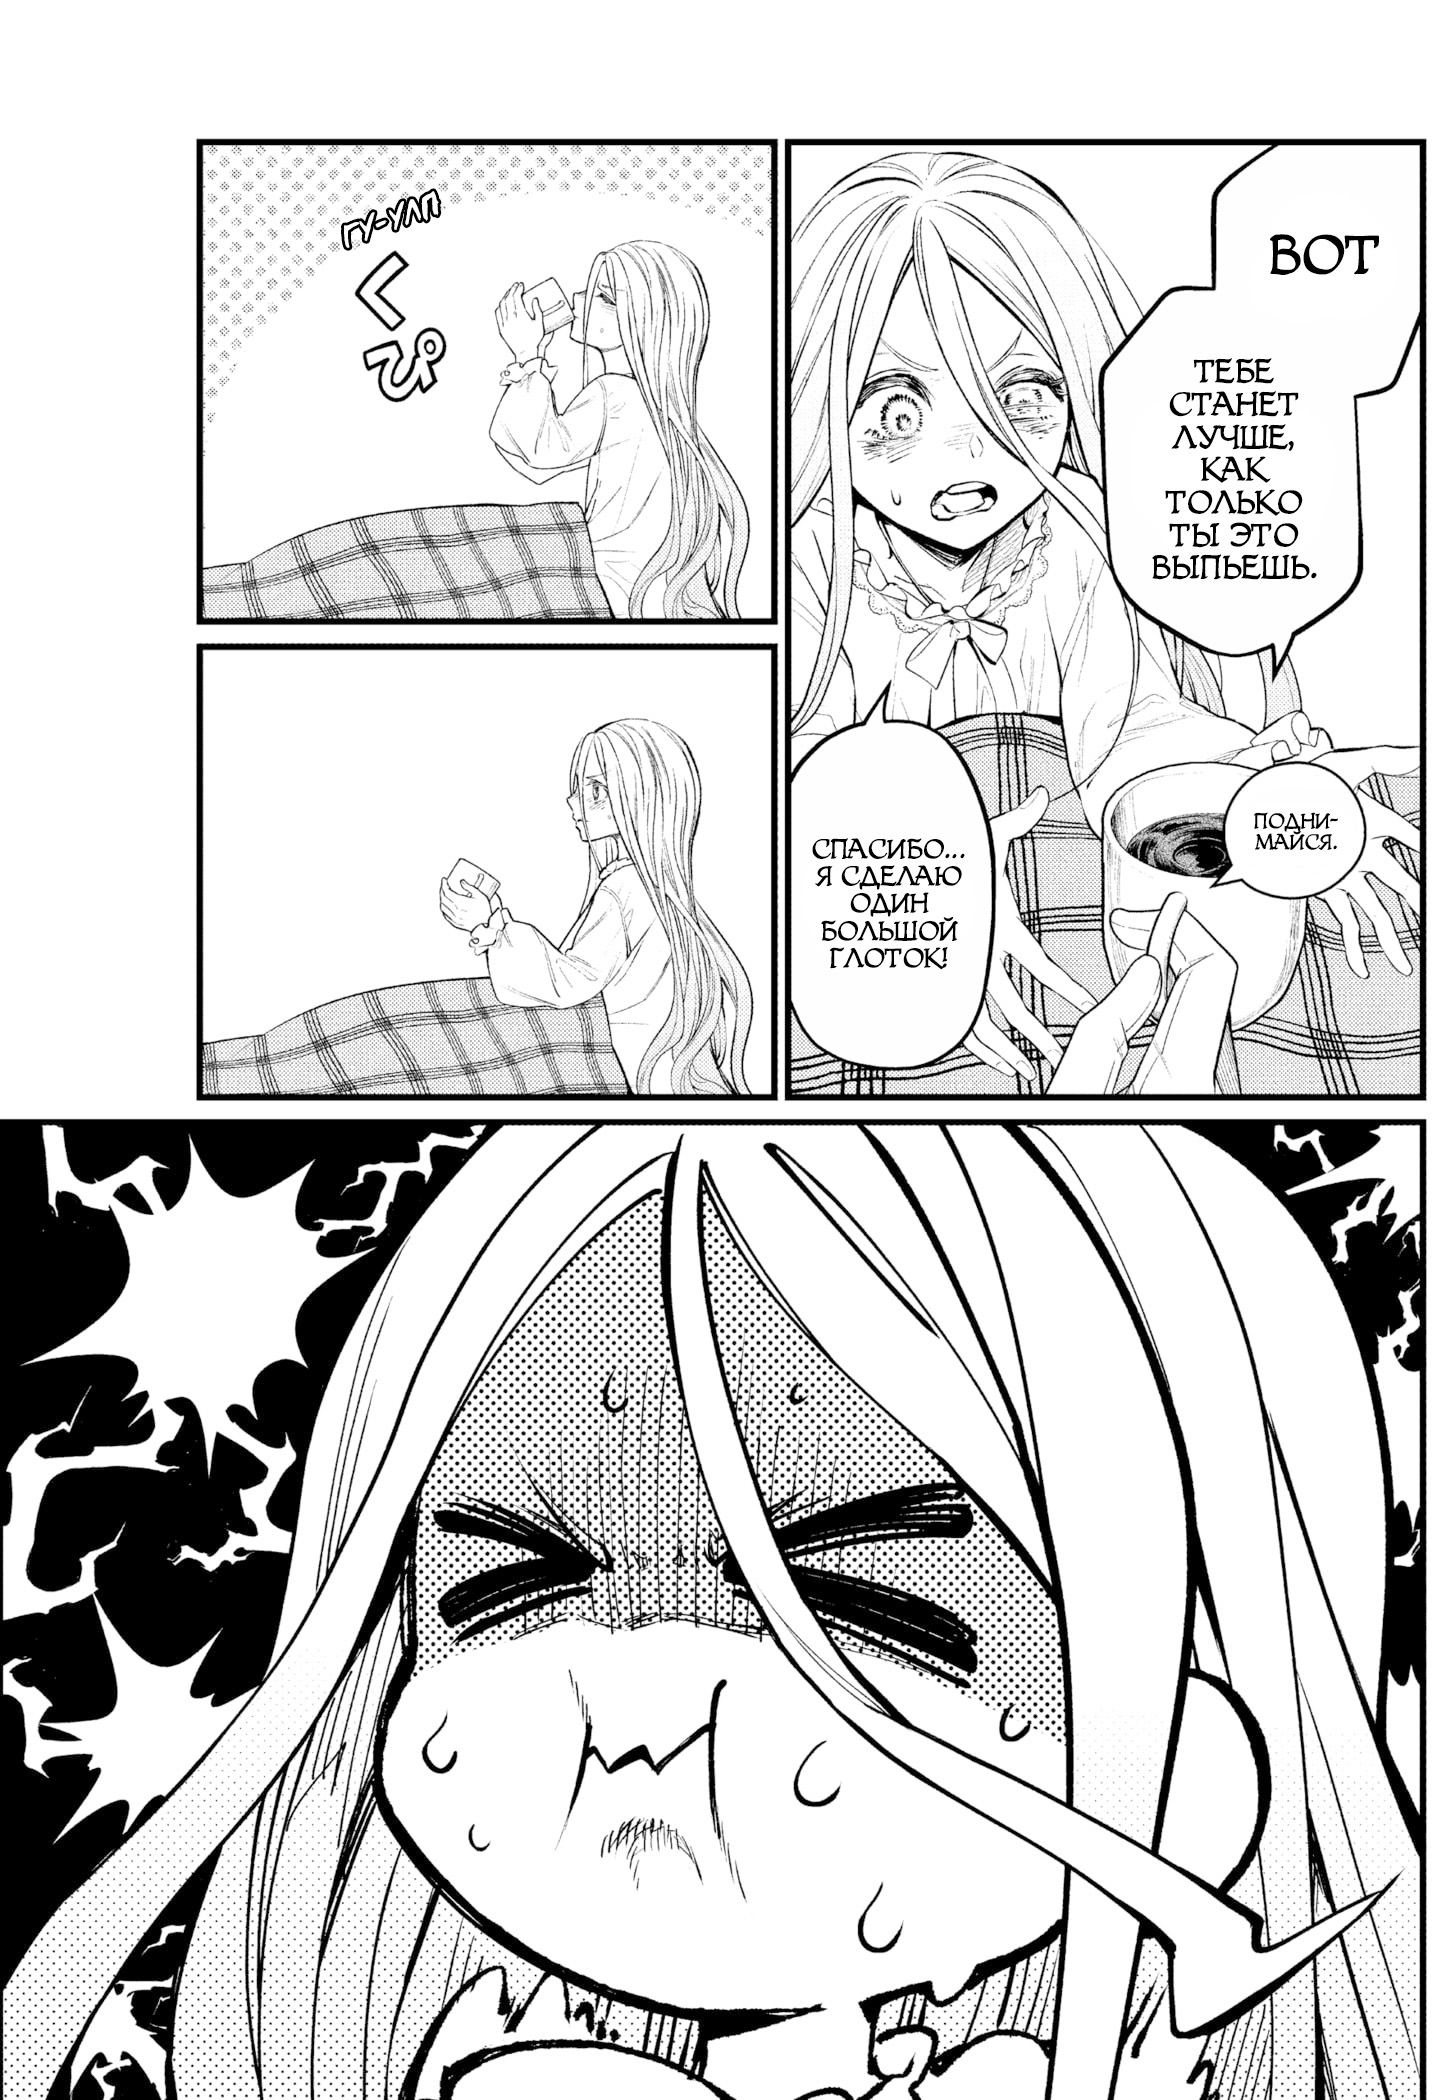 ВОТ
ТЕБЕ
СТАНЕТ
ЛУЧШЕ,
КАК
ТОЛЬКО
ТЫ ЭТО
ВЫПЬЕШЬ.
ПОДНИ-
МАЙСЯ.
СПАСИБО...
Я СДЕЛАЮ
ОДИН
БОЛЬШОЙ
ГЛОТОК!
ГУ-УЛП
くぴ